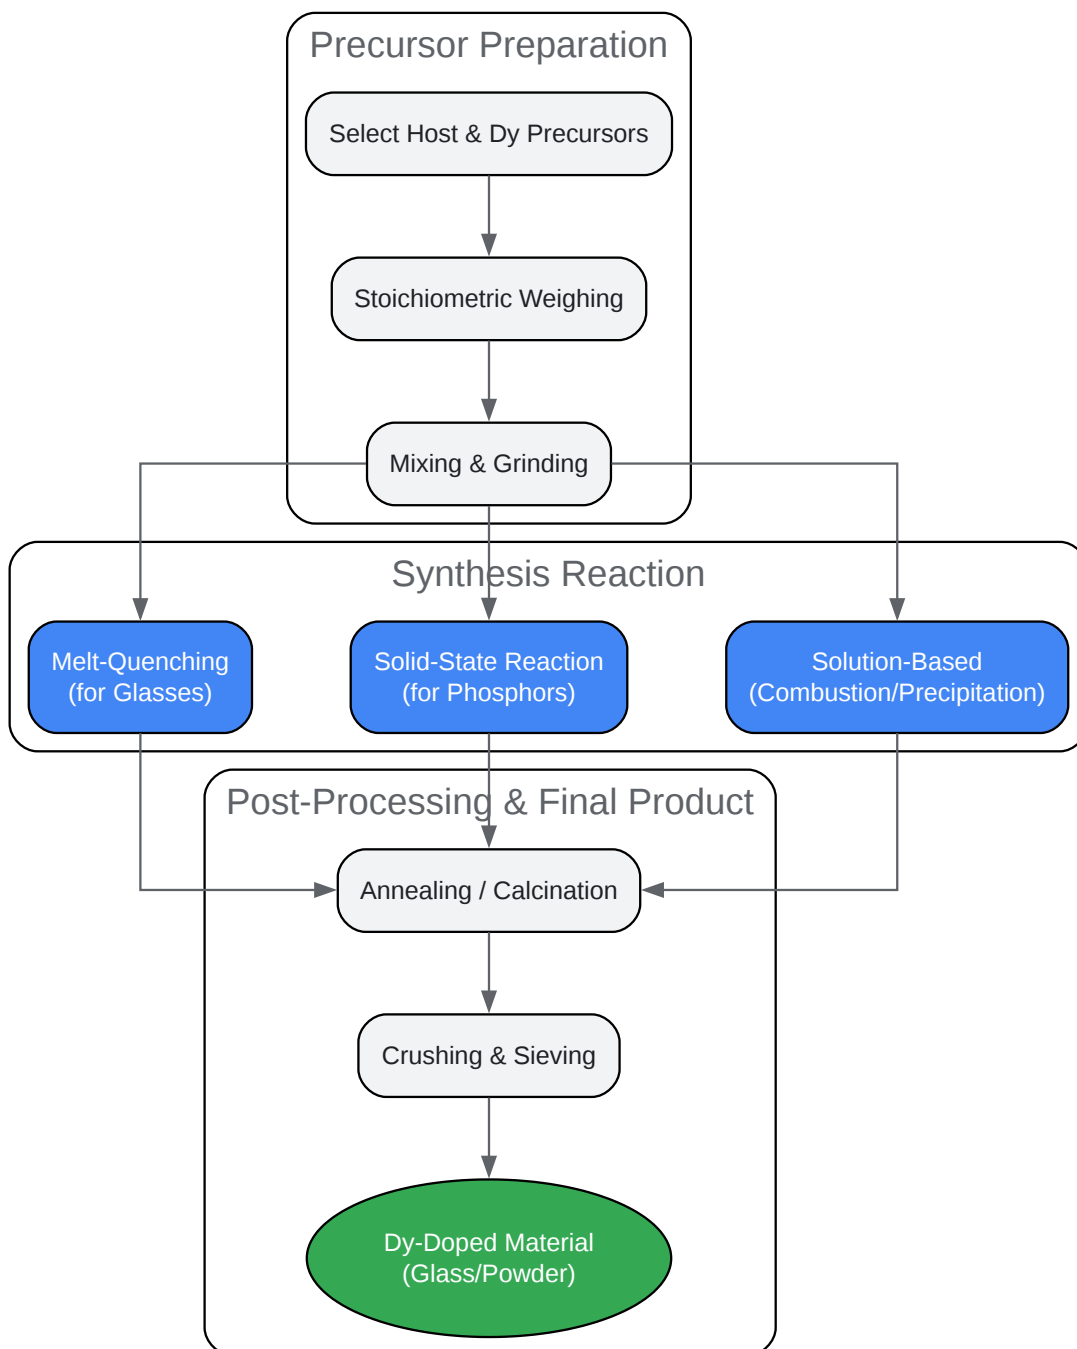 Precursor Preparation
Select Host & Dy Precursors
Stoichiometric Weighing
Mixing & Grinding
Synthesis Reaction
Melt-Quenching
(for Glasses)
Solid-State Reaction
(for Phosphors)
Solution-Based
(Combustion/Precipitation)
Post-Processing & Final Product
Annealing / Calcination
Crushing & Sieving
Dy-Doped Material
(Glass/Powder)